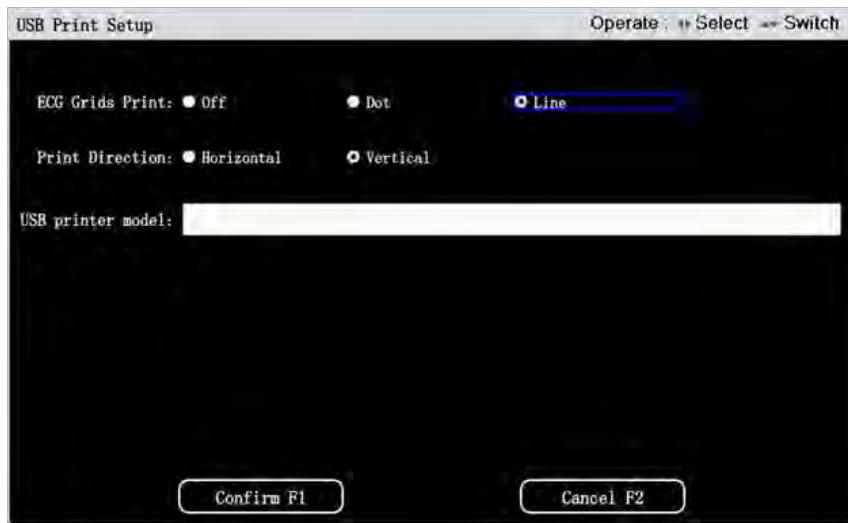 USB Print Setup Operate : Select Switch
ECG Grids Print: Off Dot Line
Print Direction: Horizontal Vertical
USB printer model:
Confirm F1 Cancel F2